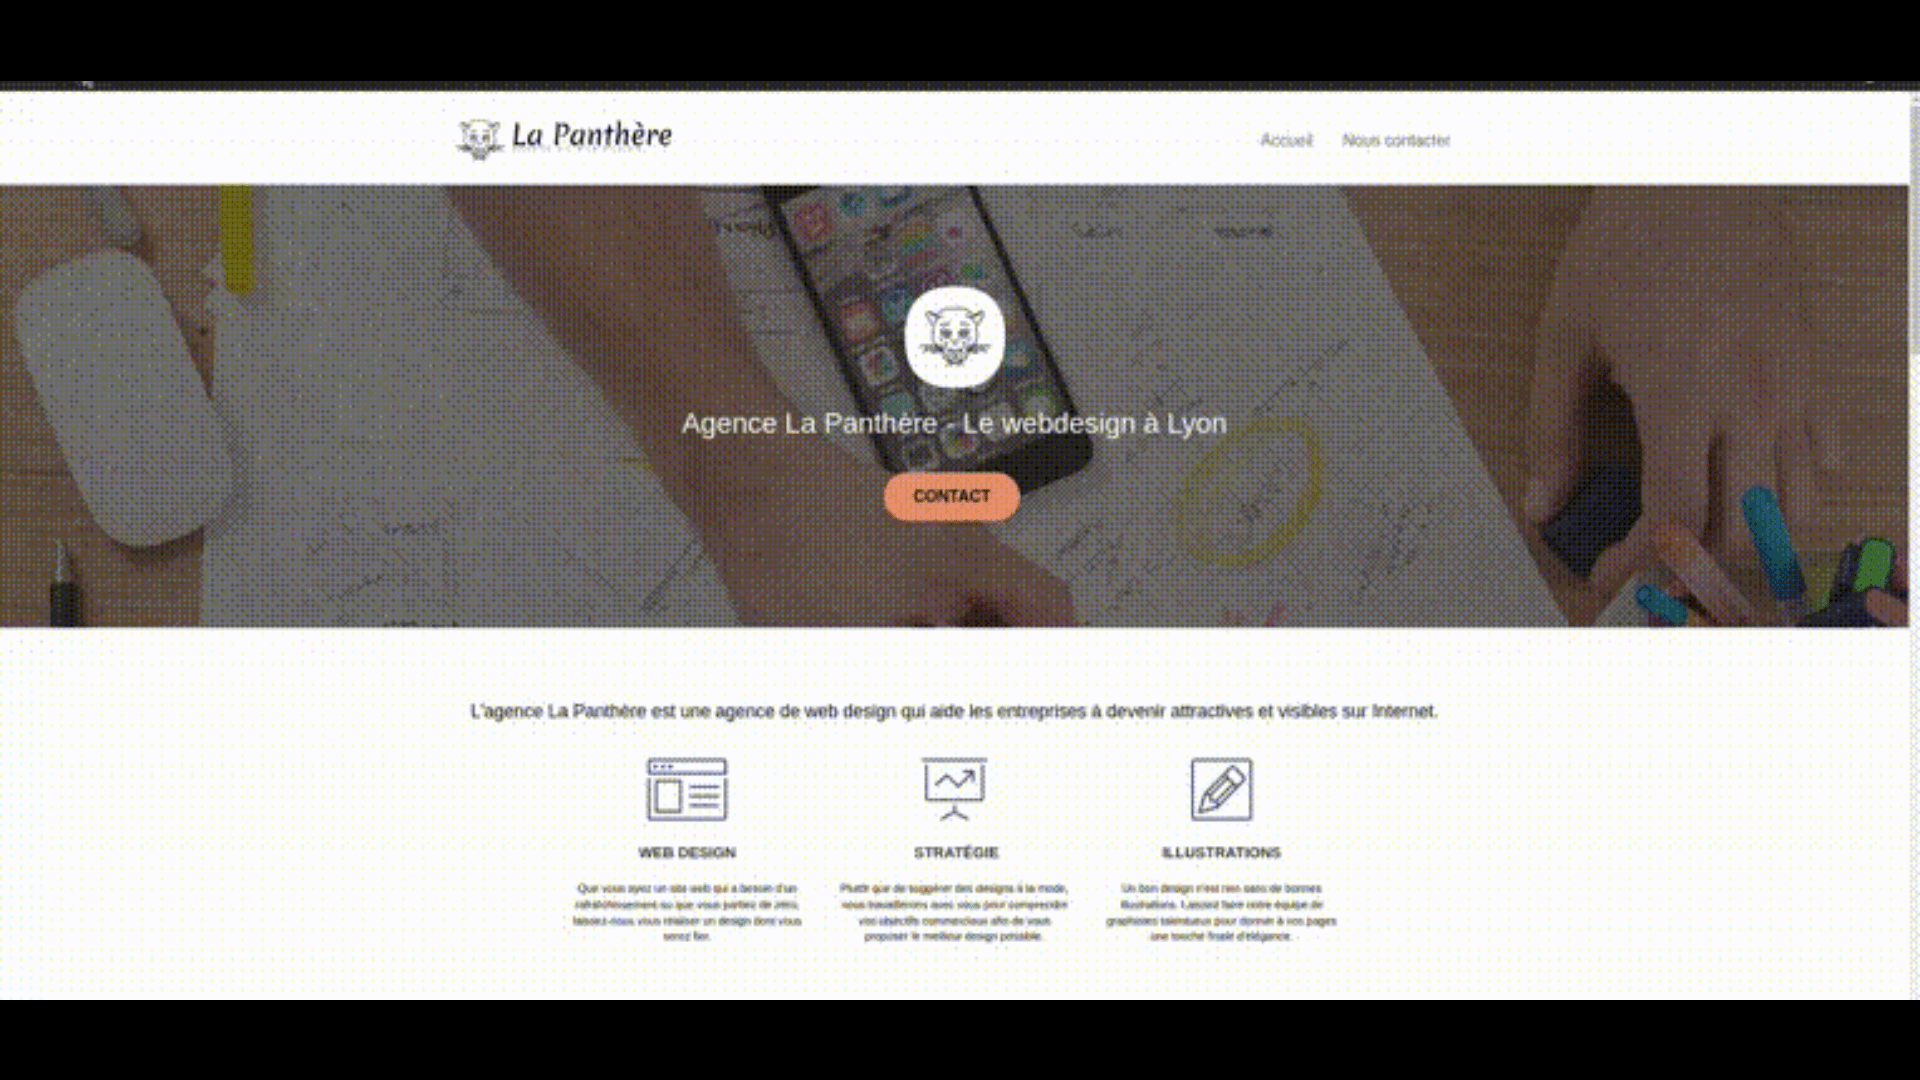 La Panthère
Accueil
Nous contacter
Agence La Panthère - Le webdesign à Lyon
CONTACT
L'agence La Panthère est une agence de web design qui aide les entreprises à devenir attractives et visibles sur Internet.
WEB DESIGN
STRATÉGIE
ILLUSTRATIONS
Que vous ayez un site web qui a besoin d'un
rafraîchissement ou que vous partiez de zéro,
laissez-nous vous réaliser un design dont vous
serez fier.
Plutôt que de suggérer des designs à la mode,
nous travaillerons avec vous pour comprendre
vos objectifs commerciaux afin de vous
proposer le meilleur design possible.
Un bon design n'est rien sans de bonnes
illustrations. Laissez faire notre équipe de
graphistes talentueux pour donner à vos pages
une touche finale d'élégance.